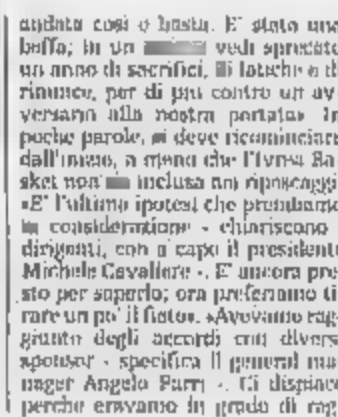 andata così e basta. E' stato una
beffa; in un vedi sprecato
un anno di sacrifici, di fatiche e di
rinunce, per di più contro un av-
versario alla nostra portata». In
poche parole, si deve ricominciare
dall'inizio, a meno che l'Ivrea Ba-
sket non inclusa nei ripescaggi.
«E' l'ultima ipotesi che prendiamo
in considerazione - chiariscono i
dirigenti, con a capo il presidente
Michele Cavaliere -. E' ancora pre-
sto per saperlo; ora preferiamo ti-
rare un po' il fiato». «Avevamo rag-
giunto degli accordi con diversi
sponsor - specifica il general ma-
nager Angelo Parri -. Ci dispiace
perché eravamo in grado di rag-